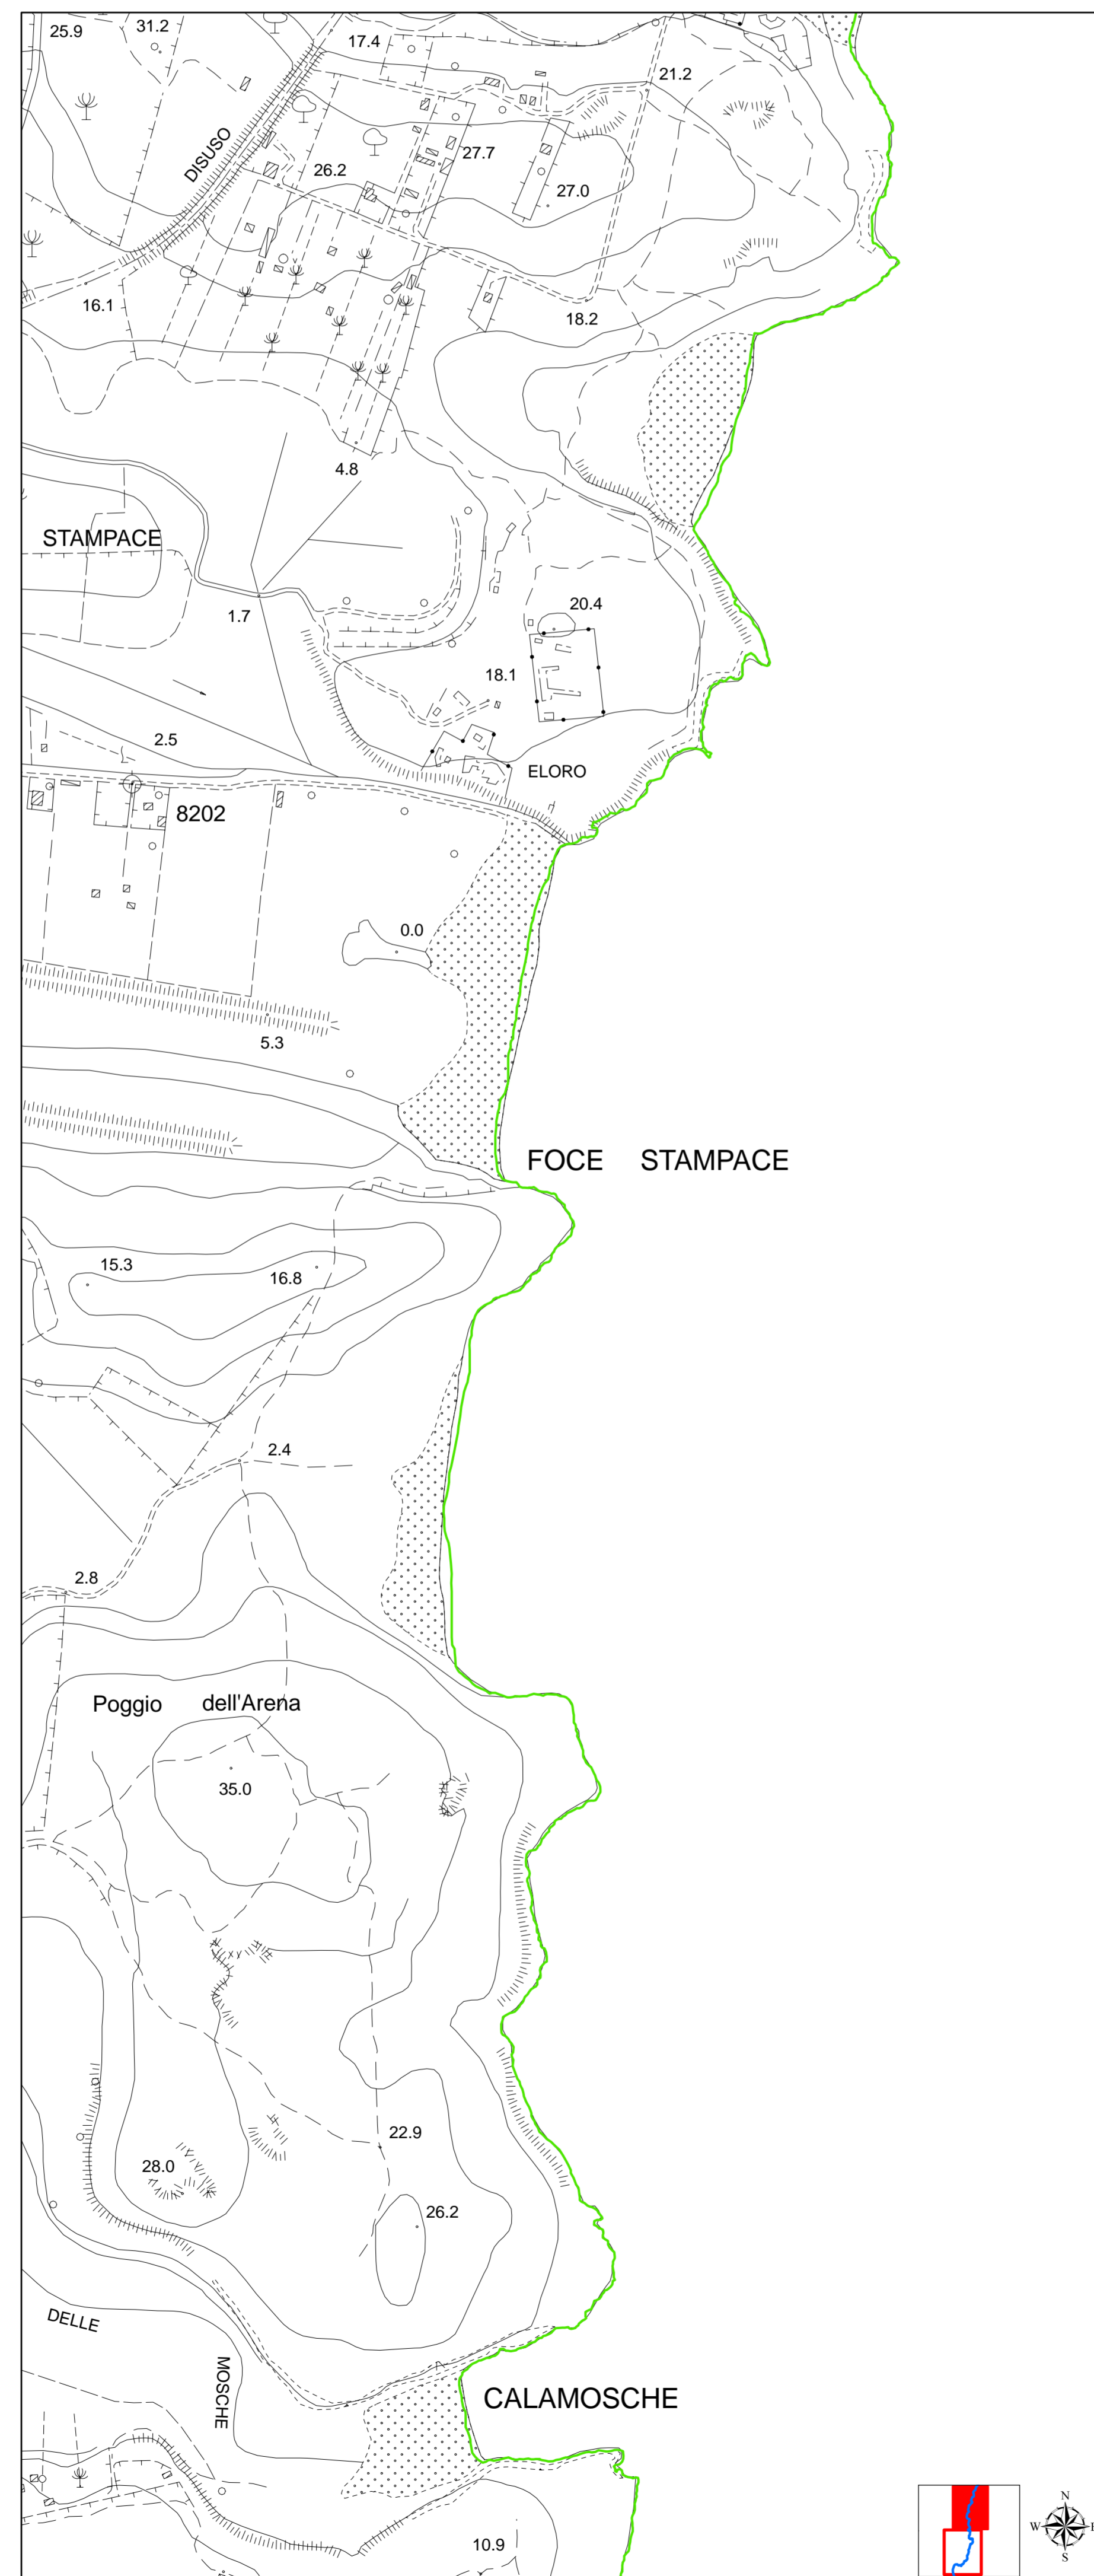 25.9
31.2
17.4
21.2
DISUSO
27.7
26.2
27.0
16.1
18.2
4.8
STAMPACE
20.4
1.7
18.1
2.5
ELORO
8202
0.0
5.3
FOCE STAMPACE
15.3
16.8
2.4
2.8
Poggio dell'Arena
35.0
22.9
28.0
26.2
DELLE
MOSCHE
CALAMOSCHE
10.9
N
W E
S